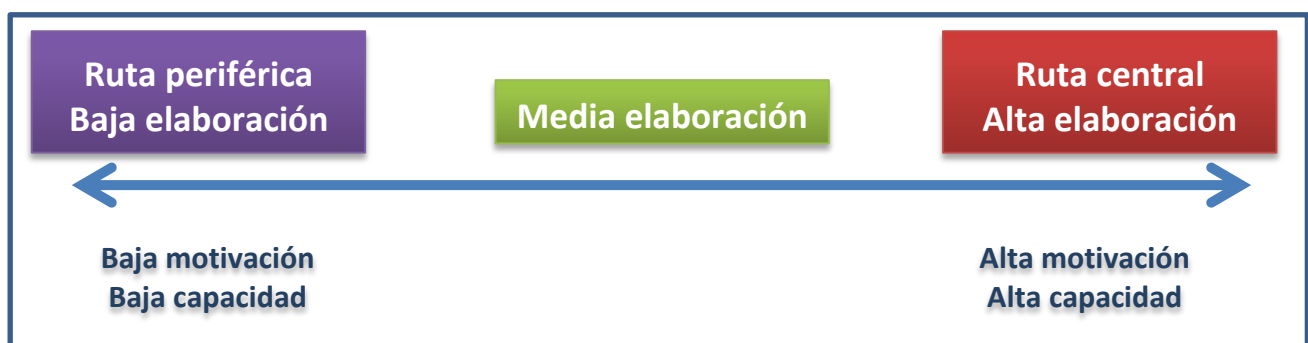 Ruta periférica
Baja elaboración
Media elaboración
Ruta central
Alta elaboración
Baja motivación
Baja capacidad
Alta motivación
Alta capacidad